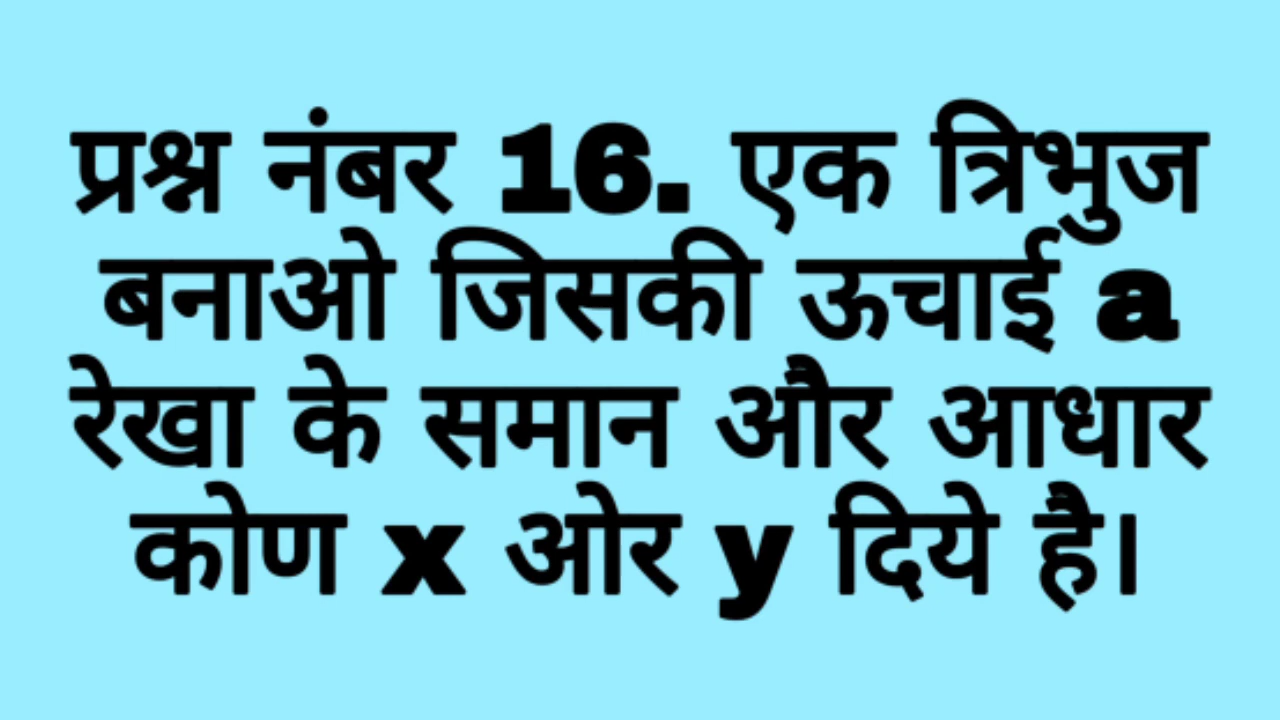 प्रश्न नंबर 16. एक त्रिभुज
बनाओ जिसकी ऊचाई a
रेखा के समान और आधार
कोण x ओर y दिये है।